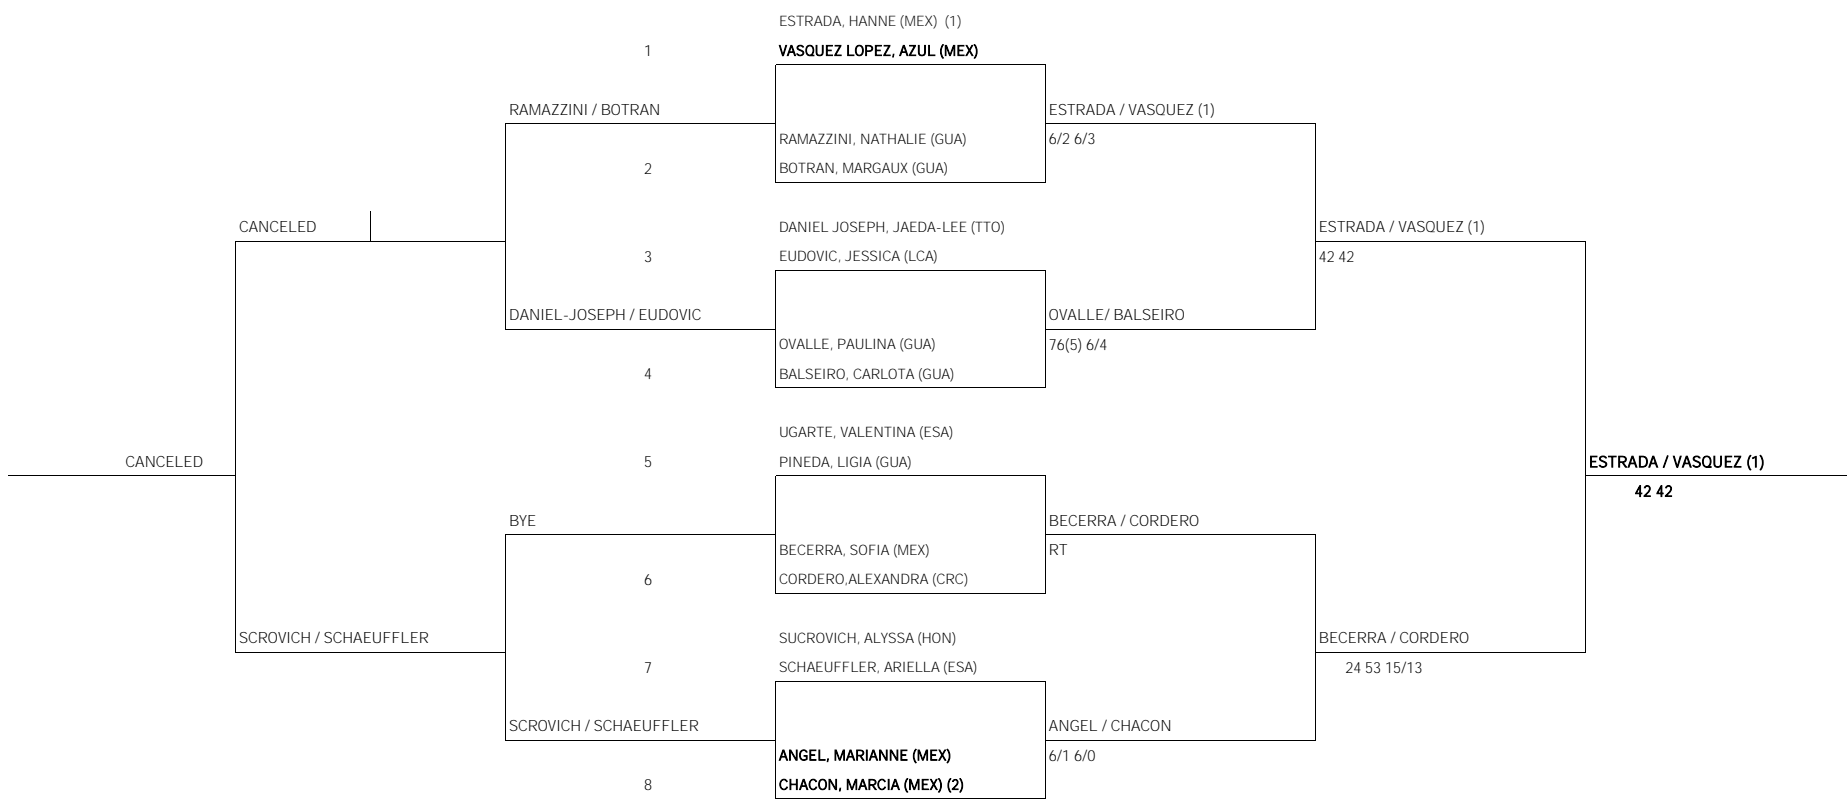 ESTRADA, HANNE (MEX) (1)
1 VASQUEZ LOPEZ, AZUL (MEX)
RAMAZZINI / BOTRAN ESTRADA / VASQUEZ (1)
RAMAZZINI, NATHALIE (GUA) 6/2 6/3
2 BOTRAN, MARGAUX (GUA)
CANCELED DANIEL JOSEPH, JAEDA-LEE (TTO) ESTRADA / VASQUEZ (1)
3 EUDOVIC, JESSICA (LCA) 42 42
DANIEL-JOSEPH / EUDOVIC OVALLE/ BALSEIRO
OVALLE, PAULINA (GUA) 76(5) 6/4
4 BALSEIRO, CARLOTA (GUA)
UGARTE, VALENTINA (ESA)
CANCELED 5 PINEDA, LIGIA (GUA) ESTRADA / VASQUEZ (1)
42 42
BYE BECERRA / CORDERO
BECERRA, SOFIA (MEX) RT
6 CORDERO,ALEXANDRA (CRC)
SCROVICH / SCHAEUFFLER SUCROVICH, ALYSSA (HON) BECERRA / CORDERO
7 SCHAEUFFLER, ARIELLA (ESA) 24 53 15/13
SCROVICH / SCHAEUFFLER ANGEL / CHACON
ANGEL, MARIANNE (MEX) 6/1 6/0
8 CHACON, MARCIA (MEX) (2)